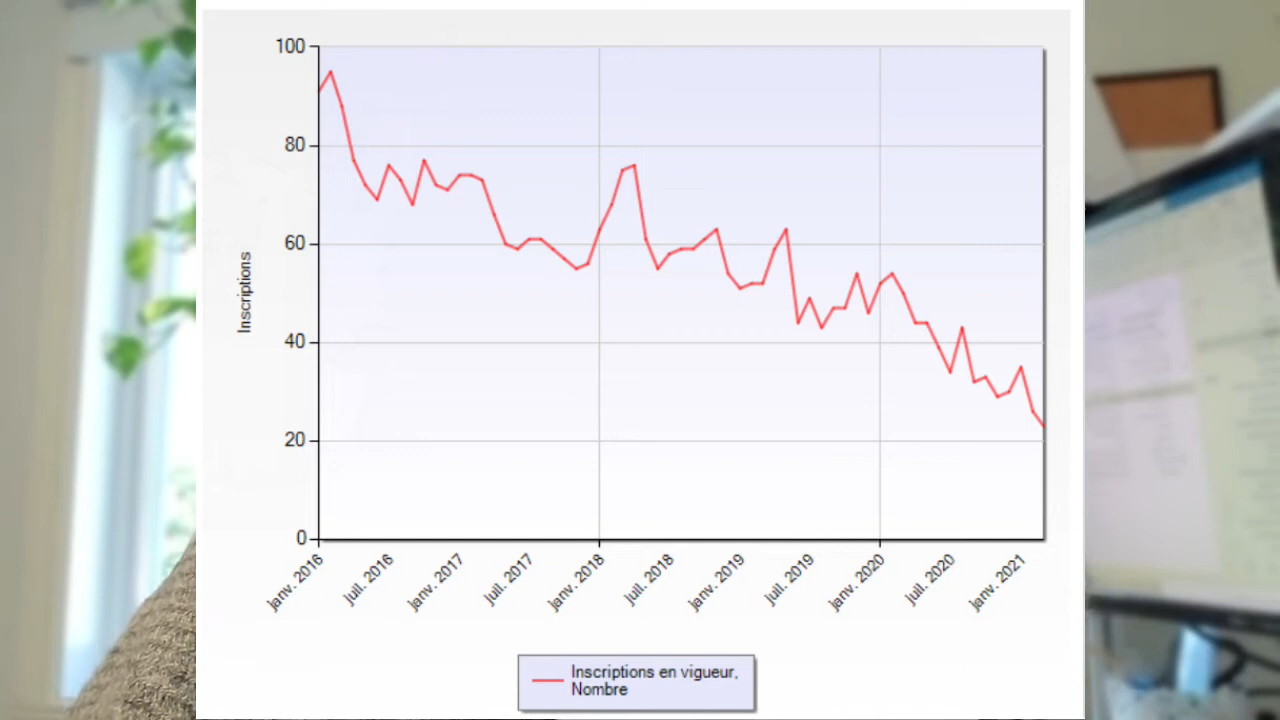 100
80
60
40
20
0
Inscriptions
janv. 2016
juil. 2016
janv. 2017
juil. 2017
janv. 2018
juil. 2018
janv. 2019
juil. 2019
janv. 2020
juil. 2020
janv. 2021
Inscriptions en vigueur,
Nombre